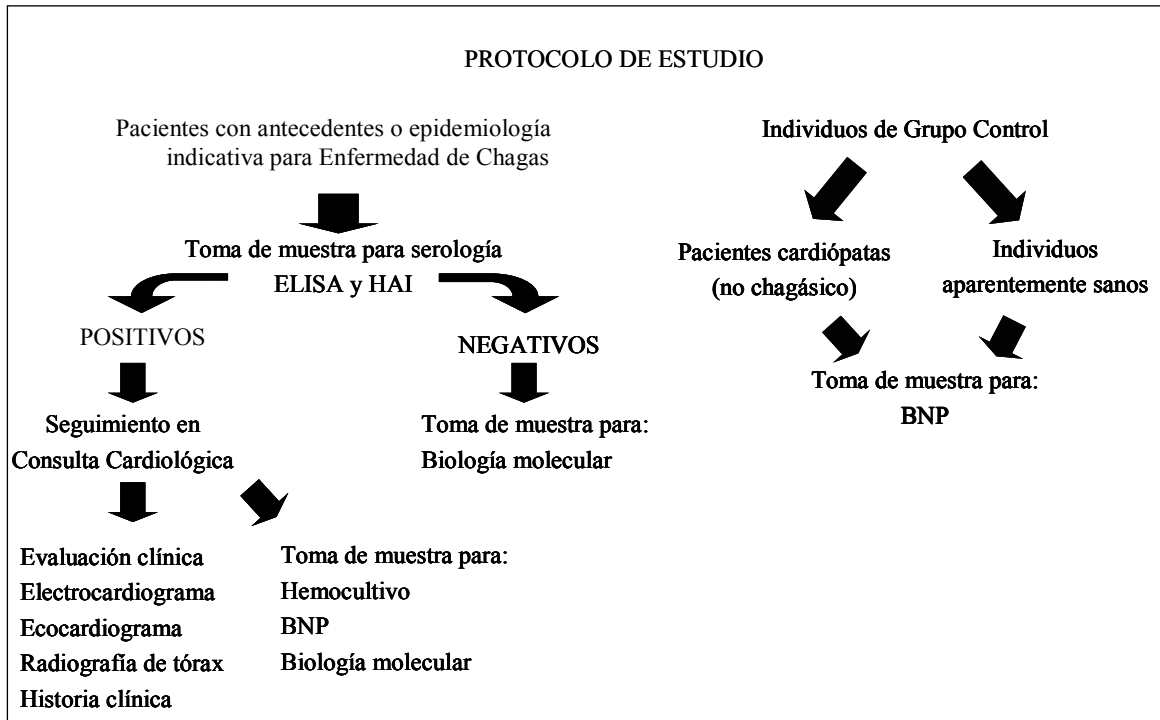 PROTOCOLO DE ESTUDIO
Pacientes con antecedentes o epidemiología
indicativa para Enfermedad de Chagas
Toma de muestra para serología
ELISA y HAI
POSITIVOS
NEGATIVOS
Seguimiento en
Consulta Cardiológica
Toma de muestra para:
Biología molecular
Evaluación clínica
Electrocardiograma
Ecocardiograma
Radiografía de tórax
Historia clínica
Toma de muestra para:
Hemocultivo
BNP
Biología molecular
Individuos de Grupo Control
Pacientes cardiópatas
(no chagásico)
Individuos
aparentemente sanos
Toma de muestra para:
BNP